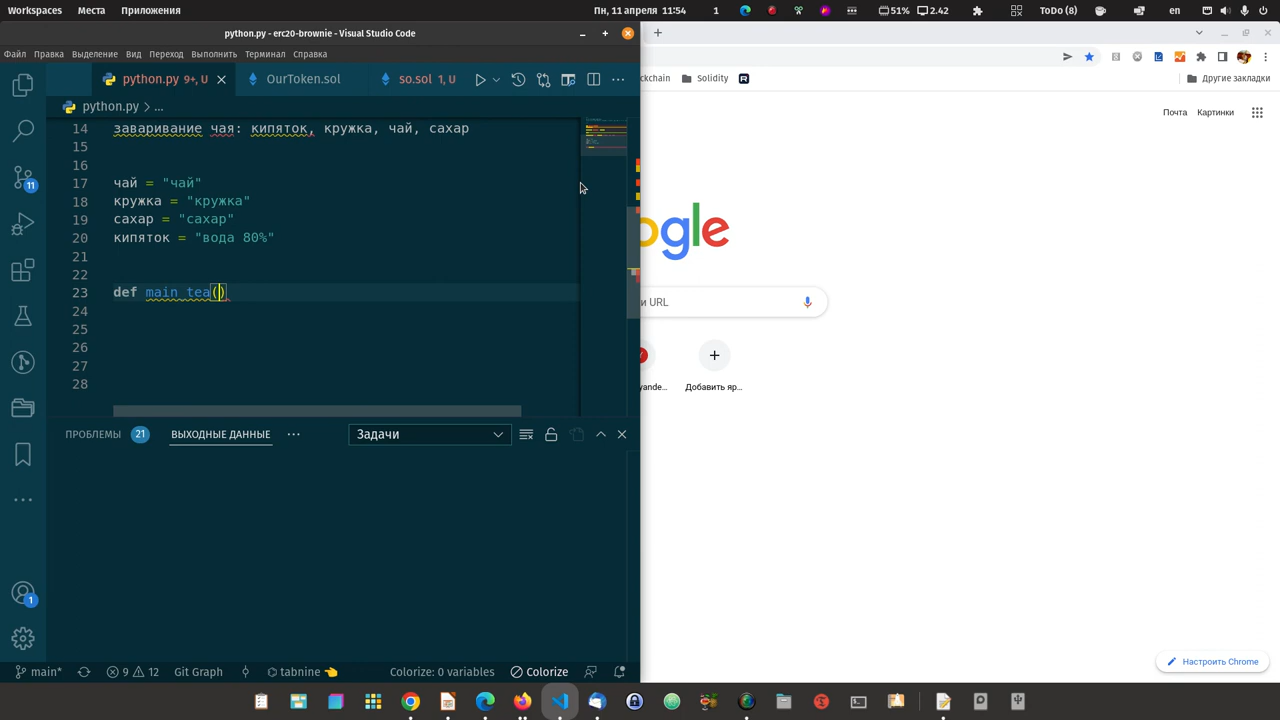 Workspaces Места Приложения Пн, 11 апреля 11:54 1 51% 2.42 ToDo (8) en
python.py - erc20-brownie - Visual Studio Code
Файл Правка Выделение Вид Переход Выполнить Терминал Справка
python.py 9+, U OurToken.sol so.sol 1, U
python.py > ...
14 заваривание чая: кипяток, кружка, чай, сахар
15
16
17 чай = "чай"
18 кружка = "кружка"
19 сахар = "сахар"
20 кипяток = "вода 80%"
21
22
23 def main tea()
24
25
26
27
28
11
ПРОБЛЕМЫ 21 ВЫХОДНЫЕ ДАННЫЕ ... Задачи
1
main* 9 12 Git Graph tabnine Colorize: 0 variables Colorize
kchain Solidity Другие закладки
Почта Картинки
ogle
и URL
yande... Добавить яр...
Настроить Chrome